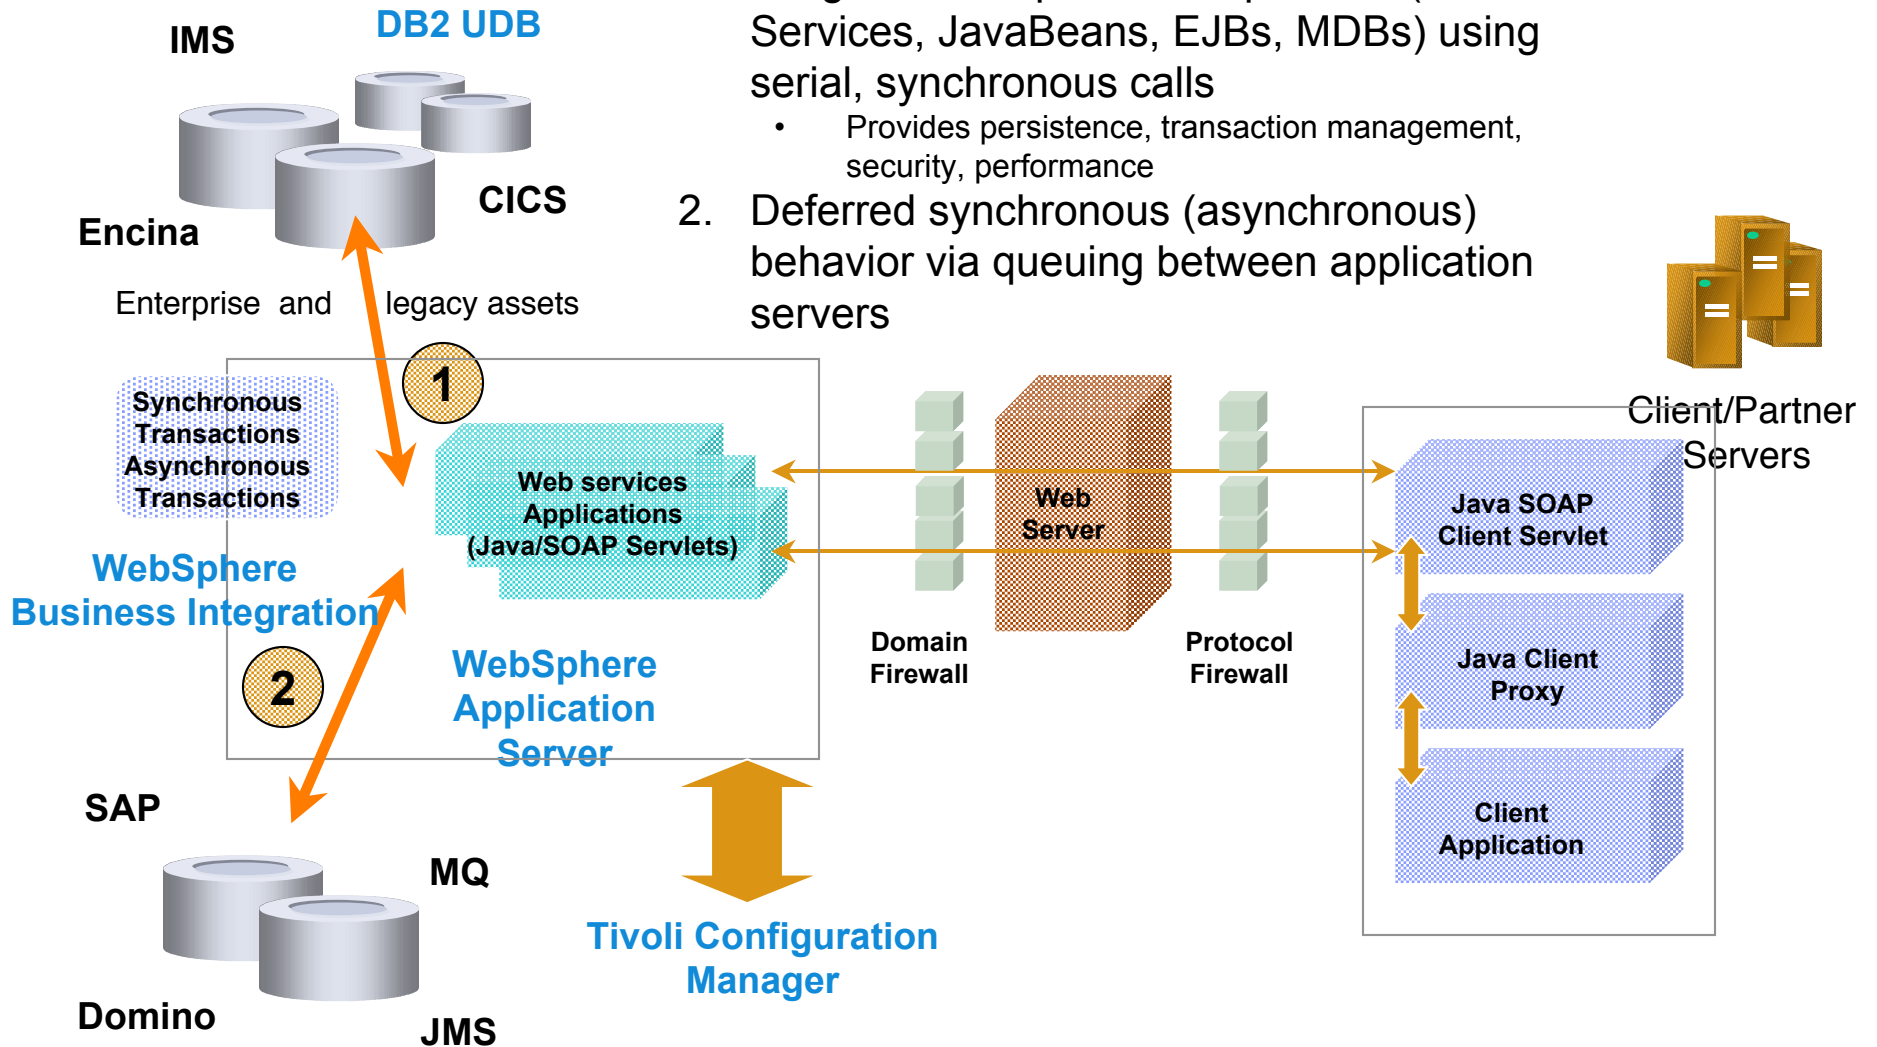 IMS
DB2 UDB
CICS
Encina
Enterprise and legacy assets
Services, JavaBeans, EJBs, MDBs) using
serial, synchronous calls
• Provides persistence, transaction management,
security, performance
2. Deferred synchronous (asynchronous)
behavior via queuing between application
servers
Client/Partner
Servers
1
Synchronous
Transactions
Asynchronous
Transactions
WebSphere
Business Integration
2
Web services
Applications
(Java/SOAP Servlets)
WebSphere
Application
Server
Domain
Firewall
Web
Server
Protocol
Firewall
Java SOAP
Client Servlet
Java Client
Proxy
Client
Application
Tivoli Configuration
Manager
SAP
MQ
Domino
JMS